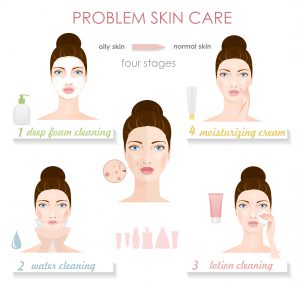 PROBLEM SKIN CARE
oily skin normal skin
four stages
1 deep foam cleaning
4 moisturizing cream
2 water cleaning
3 lotion cleaning